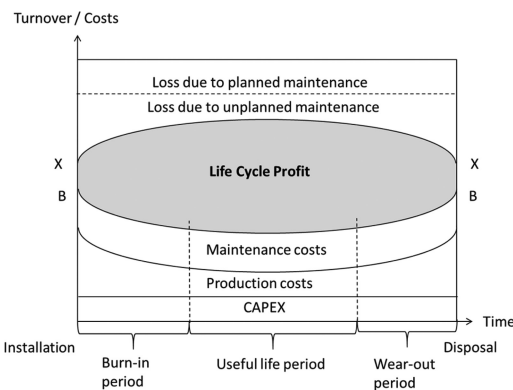 Turnover / Costs
Loss due to planned maintenance
Loss due to unplanned maintenance
X
X
Life Cycle Profit
B
B
Maintenance costs
Production costs
CAPEX
Time
Installation
Disposal
Burn-in
period
Useful life period
Wear-out
period